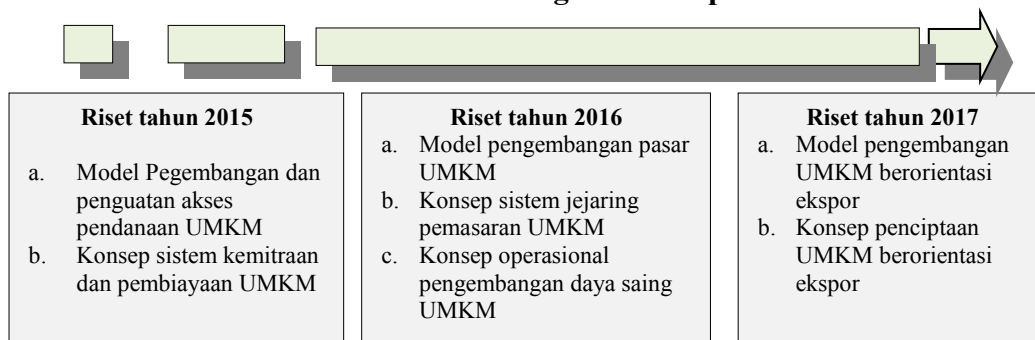 Riset tahun 2015
a. Model Pegembangan dan
penguatan akses
pendanaan UMKM
b. Konsep sistem kemitraan
dan pembiayaan UMKM
Riset tahun 2016
a. Model pengembangan pasar
UMKM
b. Konsep sistem jejaring
pemasaran UMKM
c. Konsep operasional
pengembangan daya saing
UMKM
Riset tahun 2017
a. Model pengembangan
UMKM berorientasi
ekspor
b. Konsep penciptaan
UMKM berorientasi
ekspor